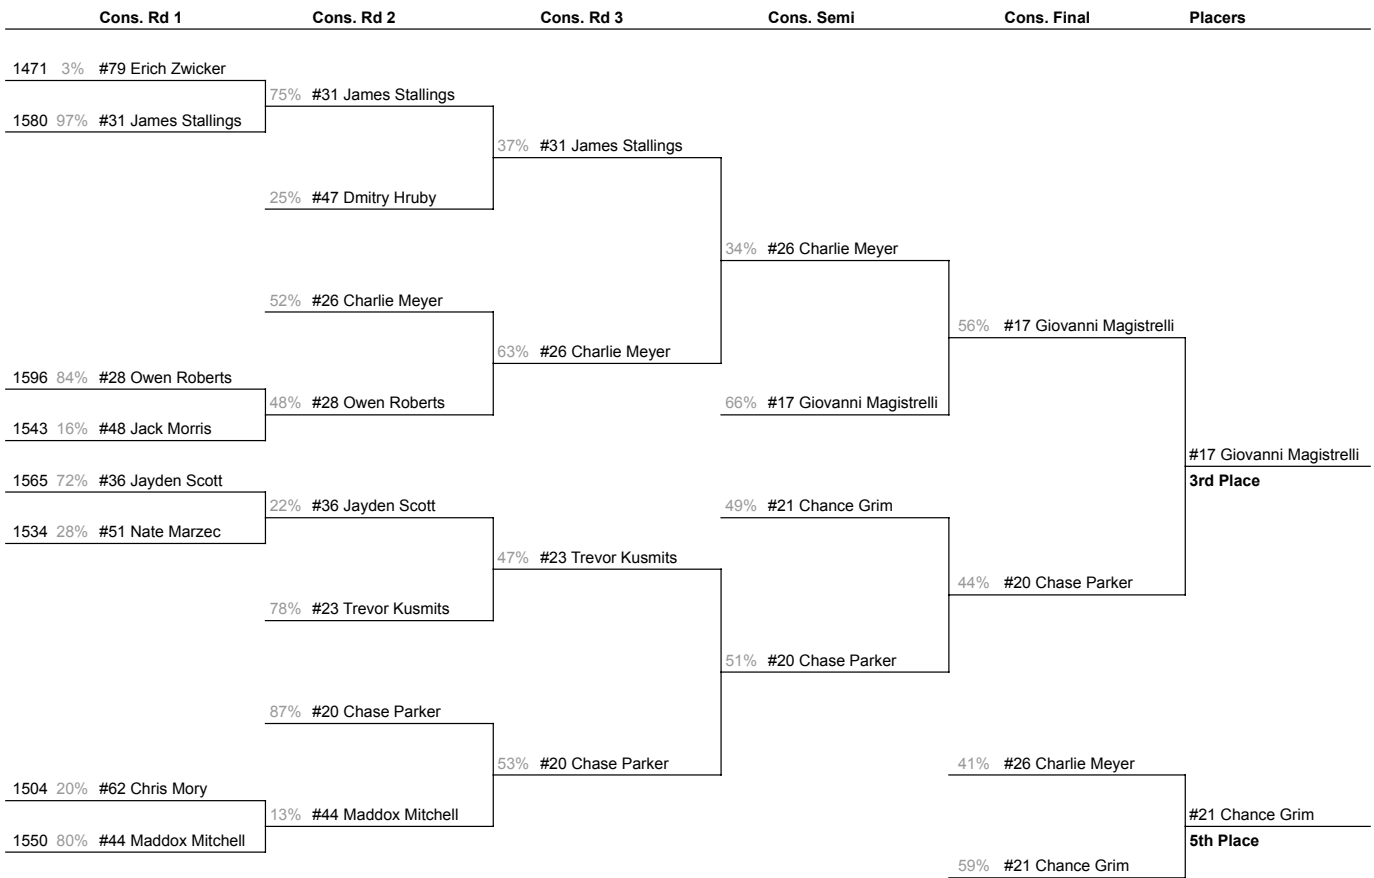 Cons. Rd 1 Cons. Rd 2 Cons. Rd 3 Cons. Semi Cons. Final Placers
1471 3% #79 Erich Zwicker
75% #31 James Stallings
1580 97% #31 James Stallings
37% #31 James Stallings
25% #47 Dmitry Hruby
34% #26 Charlie Meyer
52% #26 Charlie Meyer
56% #17 Giovanni Magistrelli
63% #26 Charlie Meyer
1596 84% #28 Owen Roberts
48% #28 Owen Roberts 66% #17 Giovanni Magistrelli
1543 16% #48 Jack Morris
#17 Giovanni Magistrelli
1565 72% #36 Jayden Scott 3rd Place
22% #36 Jayden Scott 49% #21 Chance Grim
1534 28% #51 Nate Marzec
47% #23 Trevor Kusmits
44% #20 Chase Parker
78% #23 Trevor Kusmits
51% #20 Chase Parker
87% #20 Chase Parker
53% #20 Chase Parker 41% #26 Charlie Meyer
1504 20% #62 Chris Mory
13% #44 Maddox Mitchell #21 Chance Grim
1550 80% #44 Maddox Mitchell 5th Place
59% #21 Chance Grim